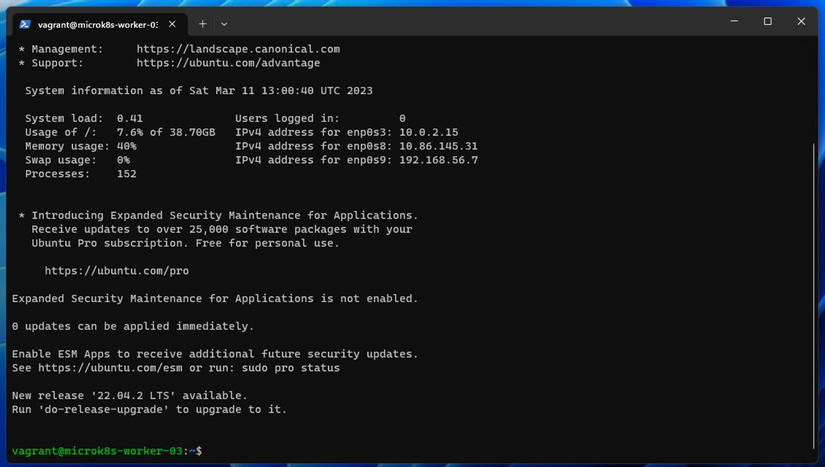 vagrant@microk8s-worker-03
* Management:     https://landscape.canonical.com
* Support:        https://ubuntu.com/advantage
System information as of Sat Mar 11 13:00:40 UTC 2023
System load:  0.41              Users logged in:          0
Usage of /:   7.6% of 38.70GB   IPv4 address for enp0s3: 10.0.2.15
Memory usage: 40%               IPv4 address for enp0s8: 10.86.145.31
Swap usage:   0%                IPv4 address for enp0s9: 192.168.56.7
Processes:    152
* Introducing Expanded Security Maintenance for Applications.
Receive updates to over 25,000 software packages with your
Ubuntu Pro subscription. Free for personal use.
https://ubuntu.com/pro
Expanded Security Maintenance for Applications is not enabled.
0 updates can be applied immediately.
Enable ESM Apps to receive additional future security updates.
See https://ubuntu.com/esm or run: sudo pro status
New release '22.04.2 LTS' available.
Run 'do-release-upgrade' to upgrade to it.
vagrant@microk8s-worker-03:~$